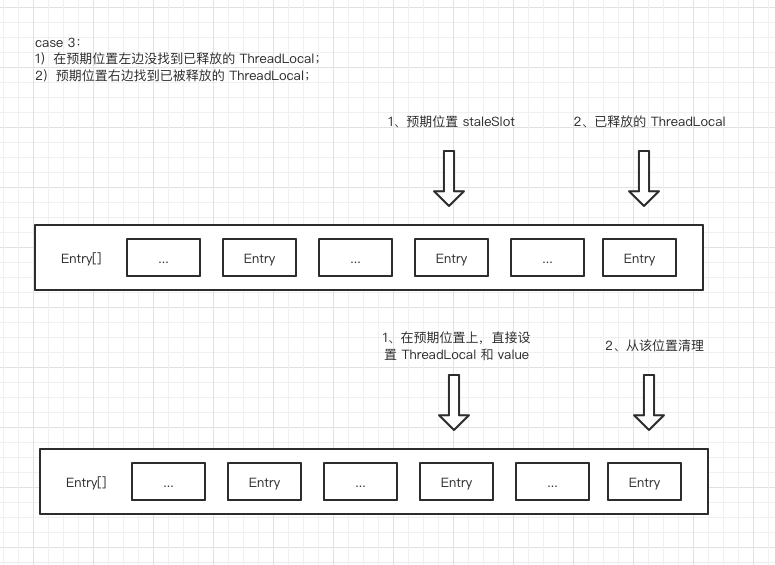 case 3：
1）在预期位置左边没找到已释放的 ThreadLocal；
2）预期位置右边找到已被释放的 ThreadLocal；
1、预期位置 staleSlot
2、已释放的 ThreadLocal
Entry[]
...
Entry
...
Entry
...
Entry
1、在预期位置上，直接设
置 ThreadLocal 和 value
2、从该位置清理
Entry[]
...
Entry
...
Entry
...
Entry